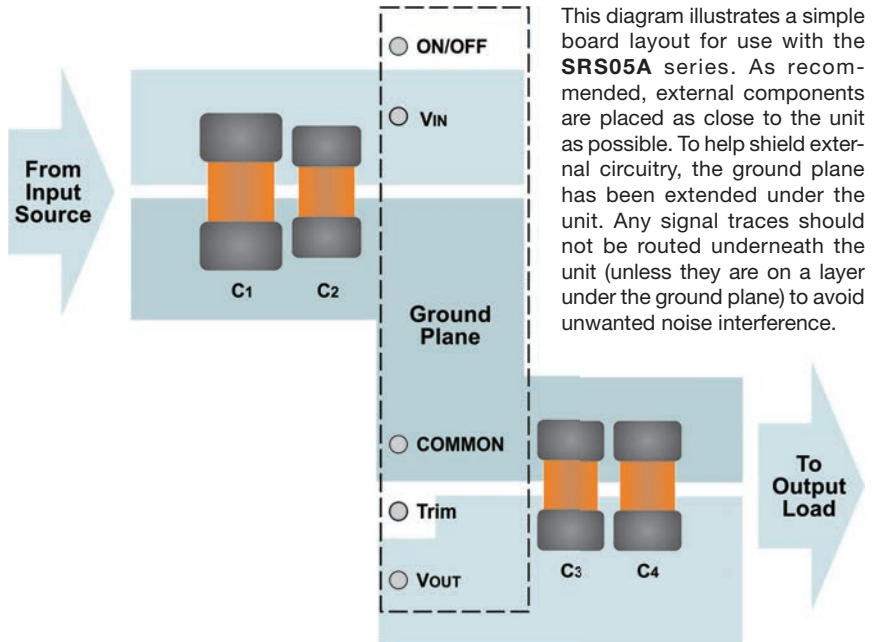 This diagram illustrates a simple
board layout for use with the
SRS05A series. As recom-
mended, external components
are placed as close to the unit
as possible. To help shield exter-
nal circuitry, the ground plane
has been extended under the
unit. Any signal traces should
not be routed underneath the
unit (unless they are on a layer
under the ground plane) to avoid
unwanted noise interference.
ON/OFF
VIN
From
Input
Source
C1
C2
Ground
Plane
COMMON
Trim
VOUT
C3
C4
To
Output
Load